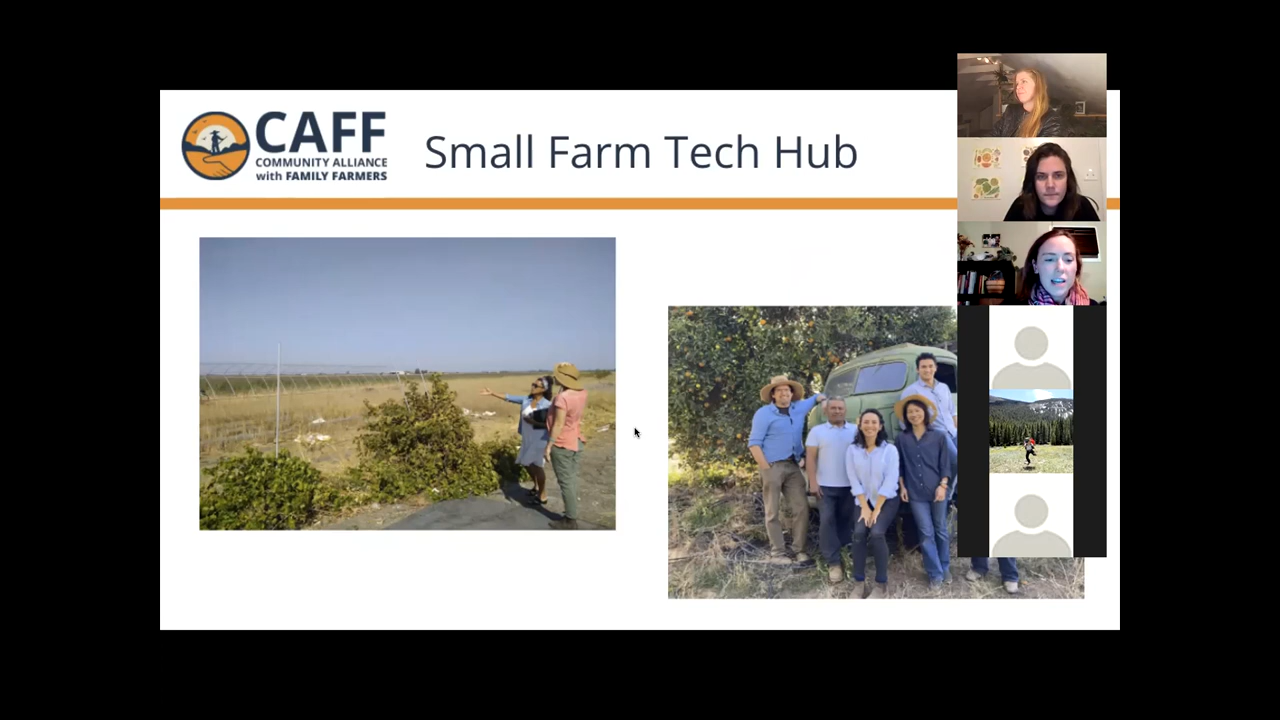 CAFF
COMMUNITY ALLIANCE
with FAMILY FARMERS
Small Farm Tech Hub